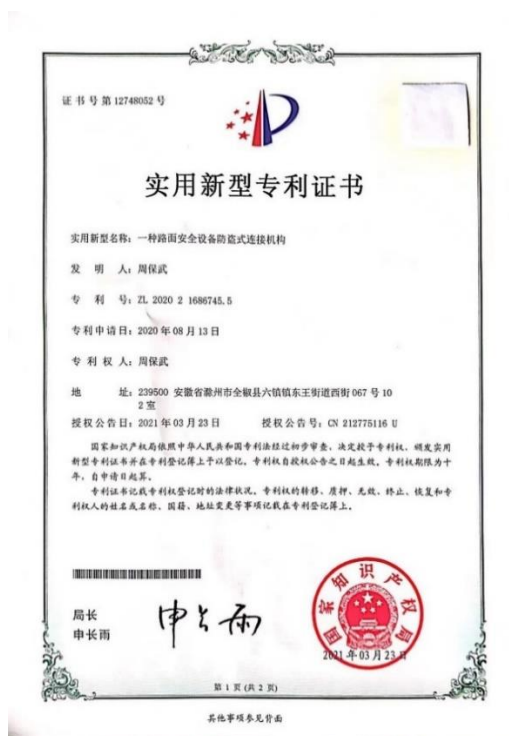 证书号第12748052号
实用新型专利证书
实用新型名称：一种路面安全设备防盗式连接机构
发明人：周保武
专利号：ZL 2020 2 1686745.5
专利申请日：2020年08月13日
专利权人：周保武
地址：239500 安徽省滁州市全椒县六镇镇东王街道西街067号10
2室
授权公告日：2021年03月23日 授权公告号：CN 212775116 U
国家知识产权局依照中华人民共和国专利法经过初步审查，决定授予专利权，颁发实用
新型专利证书并在专利登记簿上予以登记。专利权自授权公告之日起生效。专利权期限为十
年，自申请日起算。
专利证书记载专利权登记时的法律状况。专利权的转移、质押、无效、终止、恢复和专
利权人的姓名或名称、国籍、地址变更等事项记载在专利登记簿上。
局长
申长雨
申长雨
国家知识产权局
2021年03月23日
第 1 页 (共 2 页)
其他事项参见背面